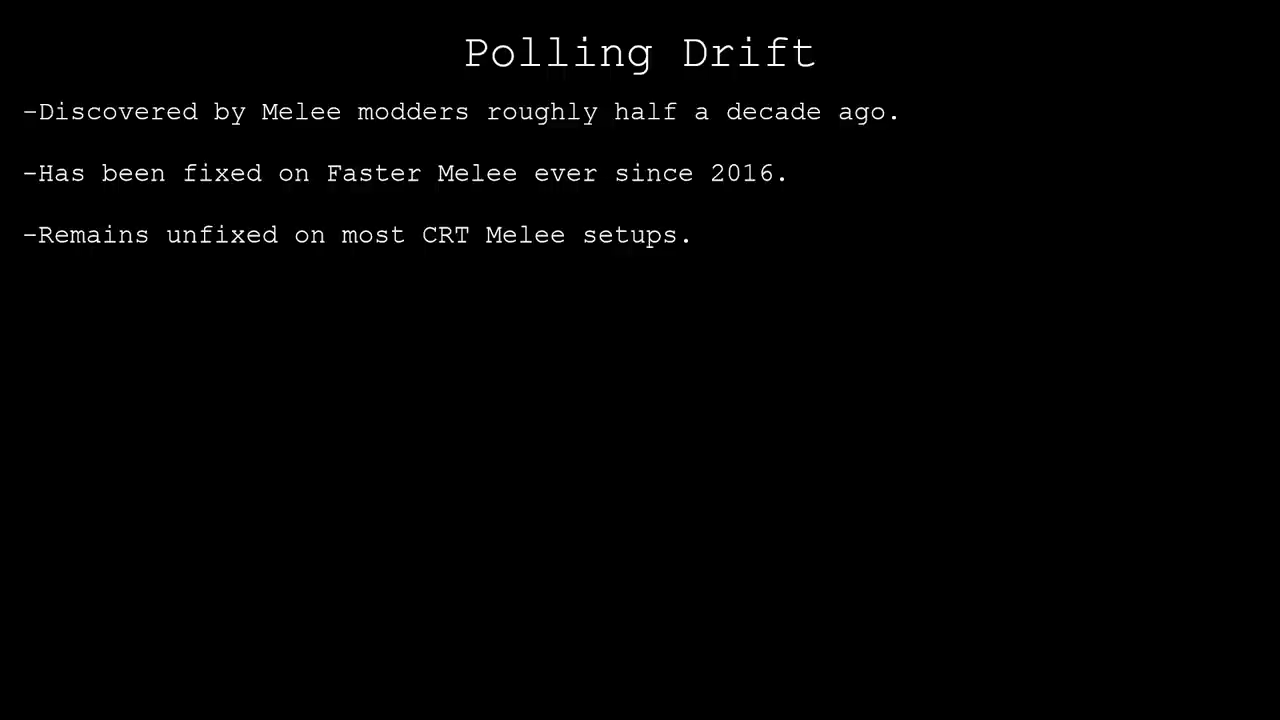 Polling Drift
-Discovered by Melee modders roughly half a decade ago.
-Has been fixed on Faster Melee ever since 2016.
-Remains unfixed on most CRT Melee setups.